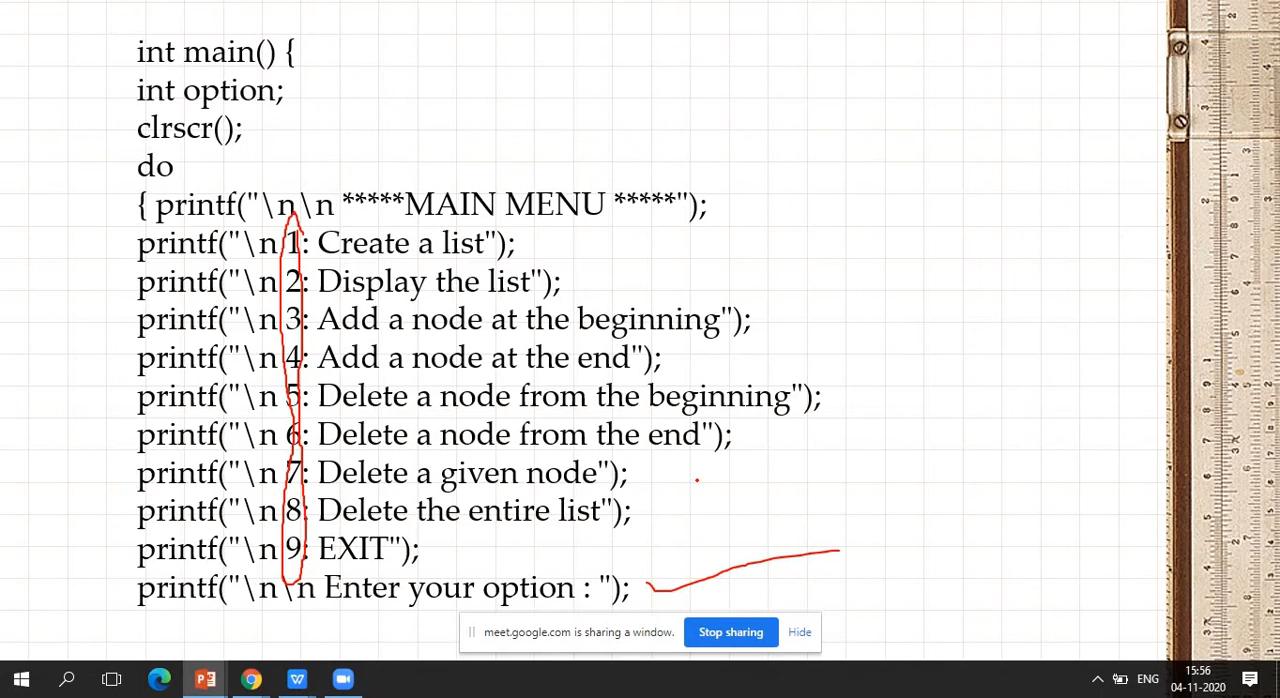 int main() {
int option;
clrscr();
do
{ printf("\n\n *****MAIN MENU *****");
printf("\n 1: Create a list");
printf("\n 2: Display the list");
printf("\n 3: Add a node at the beginning");
printf("\n 4: Add a node at the end");
printf("\n 5: Delete a node from the beginning");
printf("\n 6: Delete a node from the end");
printf("\n 7: Delete a given node");
printf("\n 8: Delete the entire list");
printf("\n 9: EXIT");
printf("\n\n Enter your option : ");
meet.google.com is sharing a window. Stop sharing Hide
ENG
15:56
04-11-2020